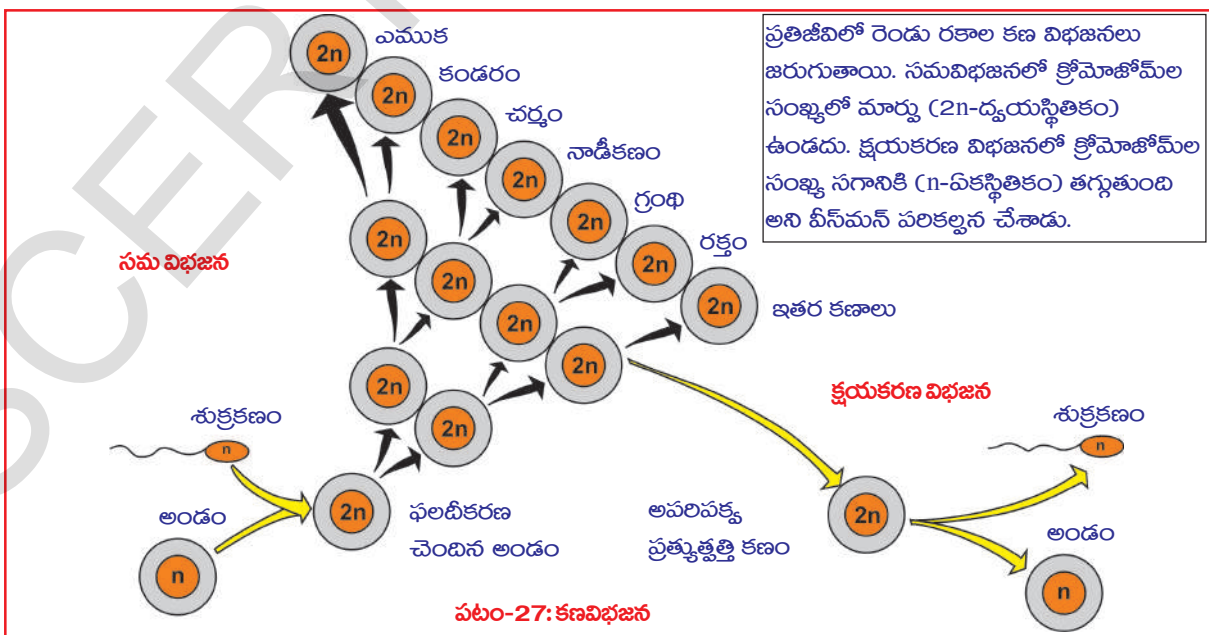 ఎముక
2n
కండరం
2n
చర్మం
2n
నాడీకణం
2n
గ్రంథి
2n
రక్తం
2n
ఇతర కణాలు
2n
ప్రతిజీవిలో రెండు రకాల కణ విభజనలు
జరుగుతాయి. సమవిభజనలో క్రోమోజోమ్‌ల
సంఖ్యలో మార్పు (2n-ద్వయస్థితికం)
ఉండదు. క్షయకరణ విభజనలో క్రోమోజోమ్‌ల
సంఖ్య సగానికి (n-ఏకస్థితికం) తగ్గుతుంది
అని వీస్‌మన్ పరికల్పన చేశాడు.
సమ విభజన
2n
2n
2n
2n
2n
2n
క్షయకరణ విభజన
శుక్రకణం
n
అండం
n
2n
ఫలదీకరణ
చెందిన అండం
అపరిపక్వ
ప్రత్యుత్పత్తి కణం
2n
శుక్రకణం
n
అండం
n
పటం-27: కణవిభజన
SCERT